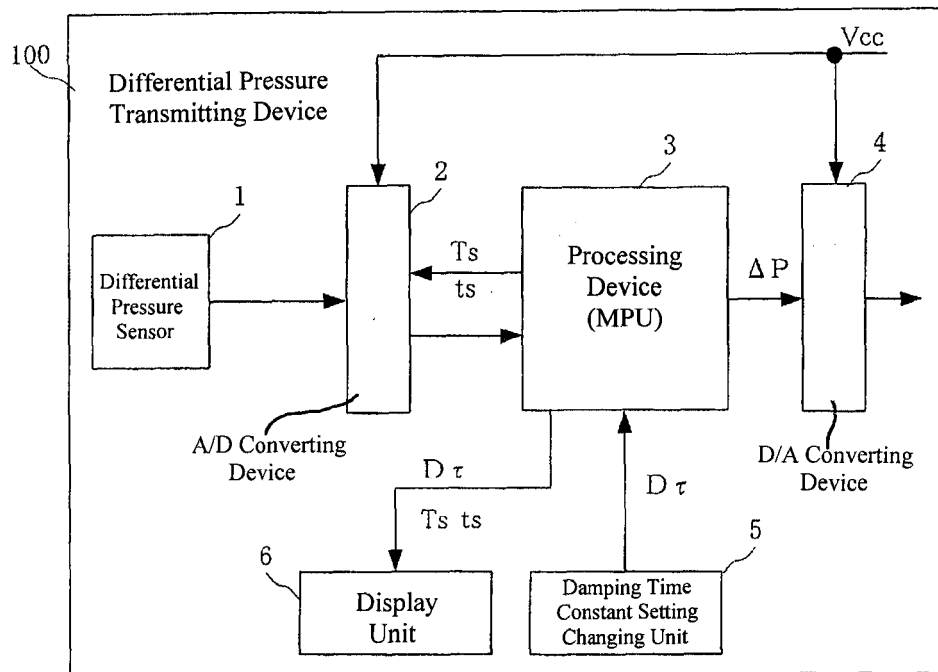 100
Vcc
Differential Pressure
Transmitting Device
1
2
3
4
Differential
Pressure
Sensor
Ts
ts
Processing
Device
(MPU)
ΔP
A/D Converting
Device
D/A Converting
Device
Dτ
Ts ts
Dτ
6
5
Display
Unit
Damping Time
Constant Setting
Changing Unit